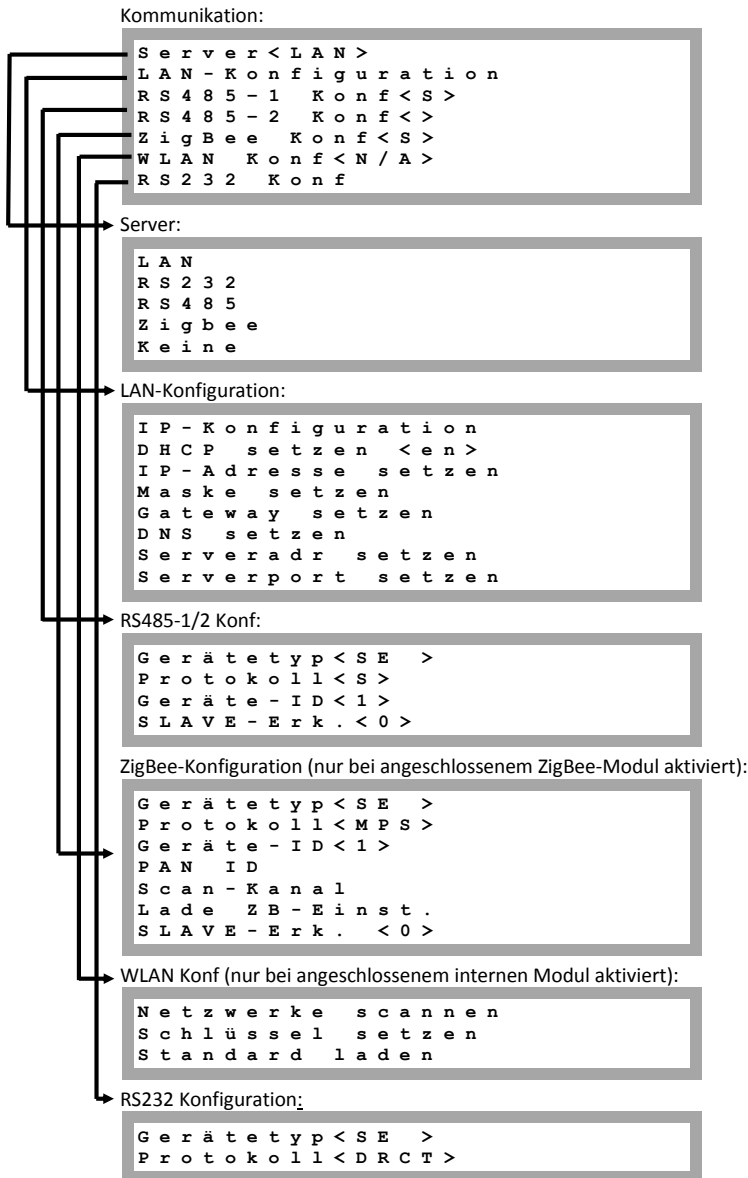 Kommunikation:
Server<LAN>
LAN-Konfiguration
RS485-1 Konf<S>
RS485-2 Konf<>
ZigBee Konf<S>
WLAN Konf<N/A>
RS232 Konf
Server:
LAN
RS232
RS485
Zigbee
Keine
LAN-Konfiguration:
IP-Konfiguration
DHCP setzen <en>
IP-Adresse setzen
Maske setzen
Gateway setzen
DNS setzen
Serveradr setzen
Serverport setzen
RS485-1/2 Konf:
Gerätetyp<SE >
Protokoll<S>
Geräte-ID<1>
SLAVE-Erk.<0>
ZigBee-Konfiguration (nur bei angeschlossenem ZigBee-Modul aktiviert):
Gerätetyp<SE >
Protokoll<MPS>
Geräte-ID<1>
PAN ID
Scan-Kanal
Lade ZB-Einst.
SLAVE-Erk. <0>
WLAN Konf (nur bei angeschlossenem internen Modul aktiviert):
Netzwerke scannen
Schlüssel setzen
Standard laden
RS232 Konfiguration:
Gerätetyp<SE >
Protokoll<DRCT>